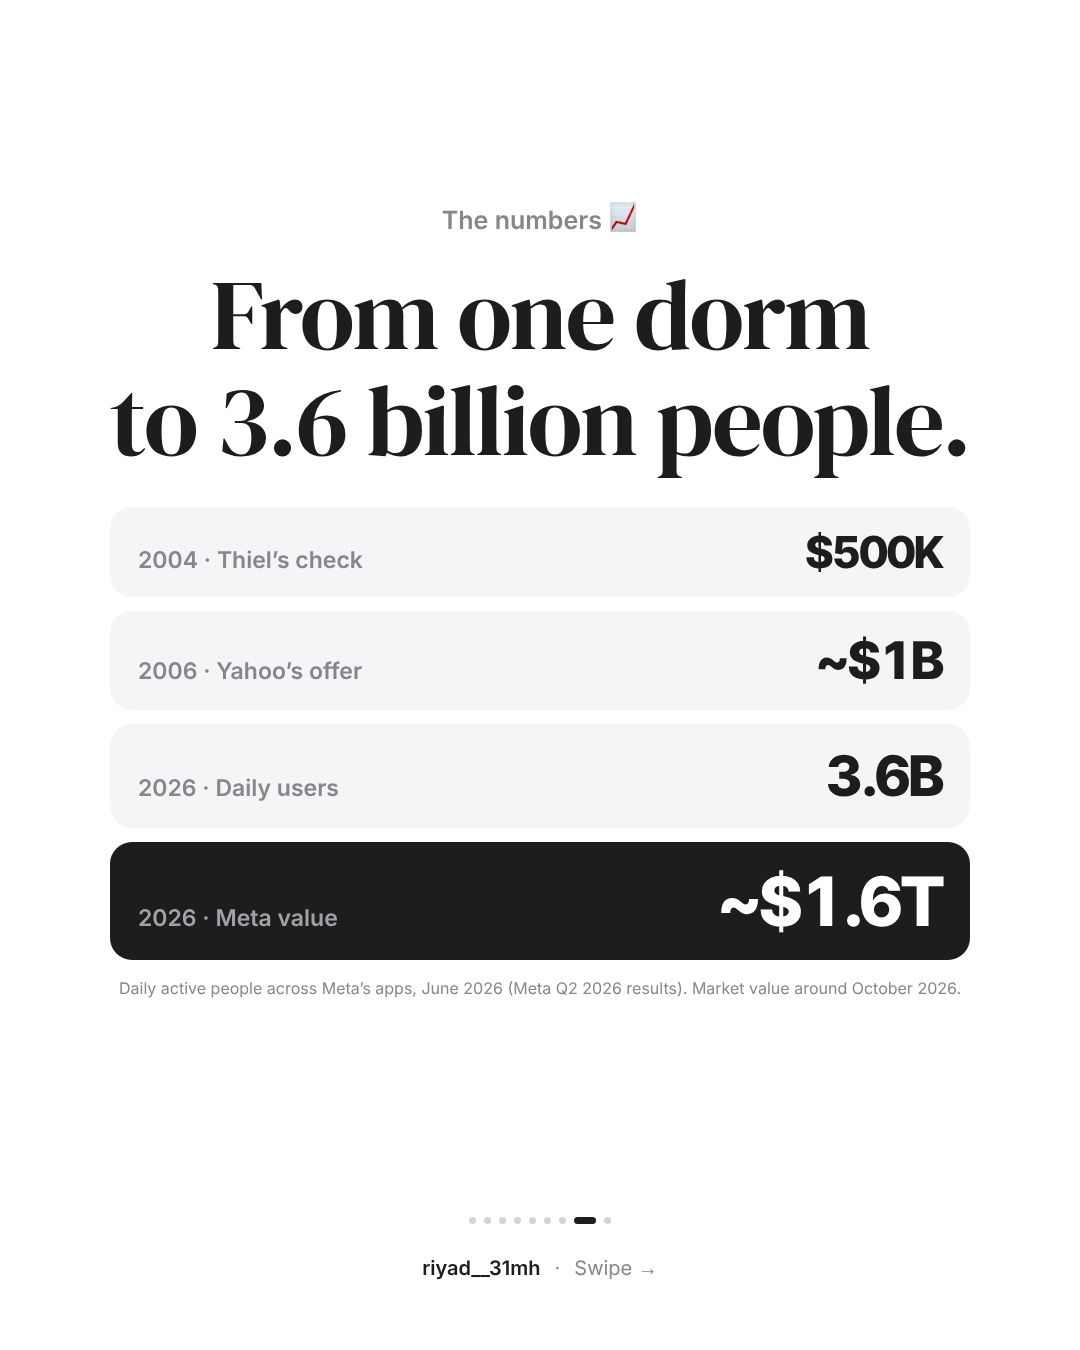 The numbers 📈
From one dorm
to 3.6 billion people.
2004 · Thiel’s check
$500K
2006 · Yahoo’s offer
~$1B
2026 · Daily users
3.6B
2026 · Meta value
~$1.6T
Daily active people across Meta’s apps, June 2026 (Meta Q2 2026 results). Market value around October 2026.
riyad__31mh · Swipe →